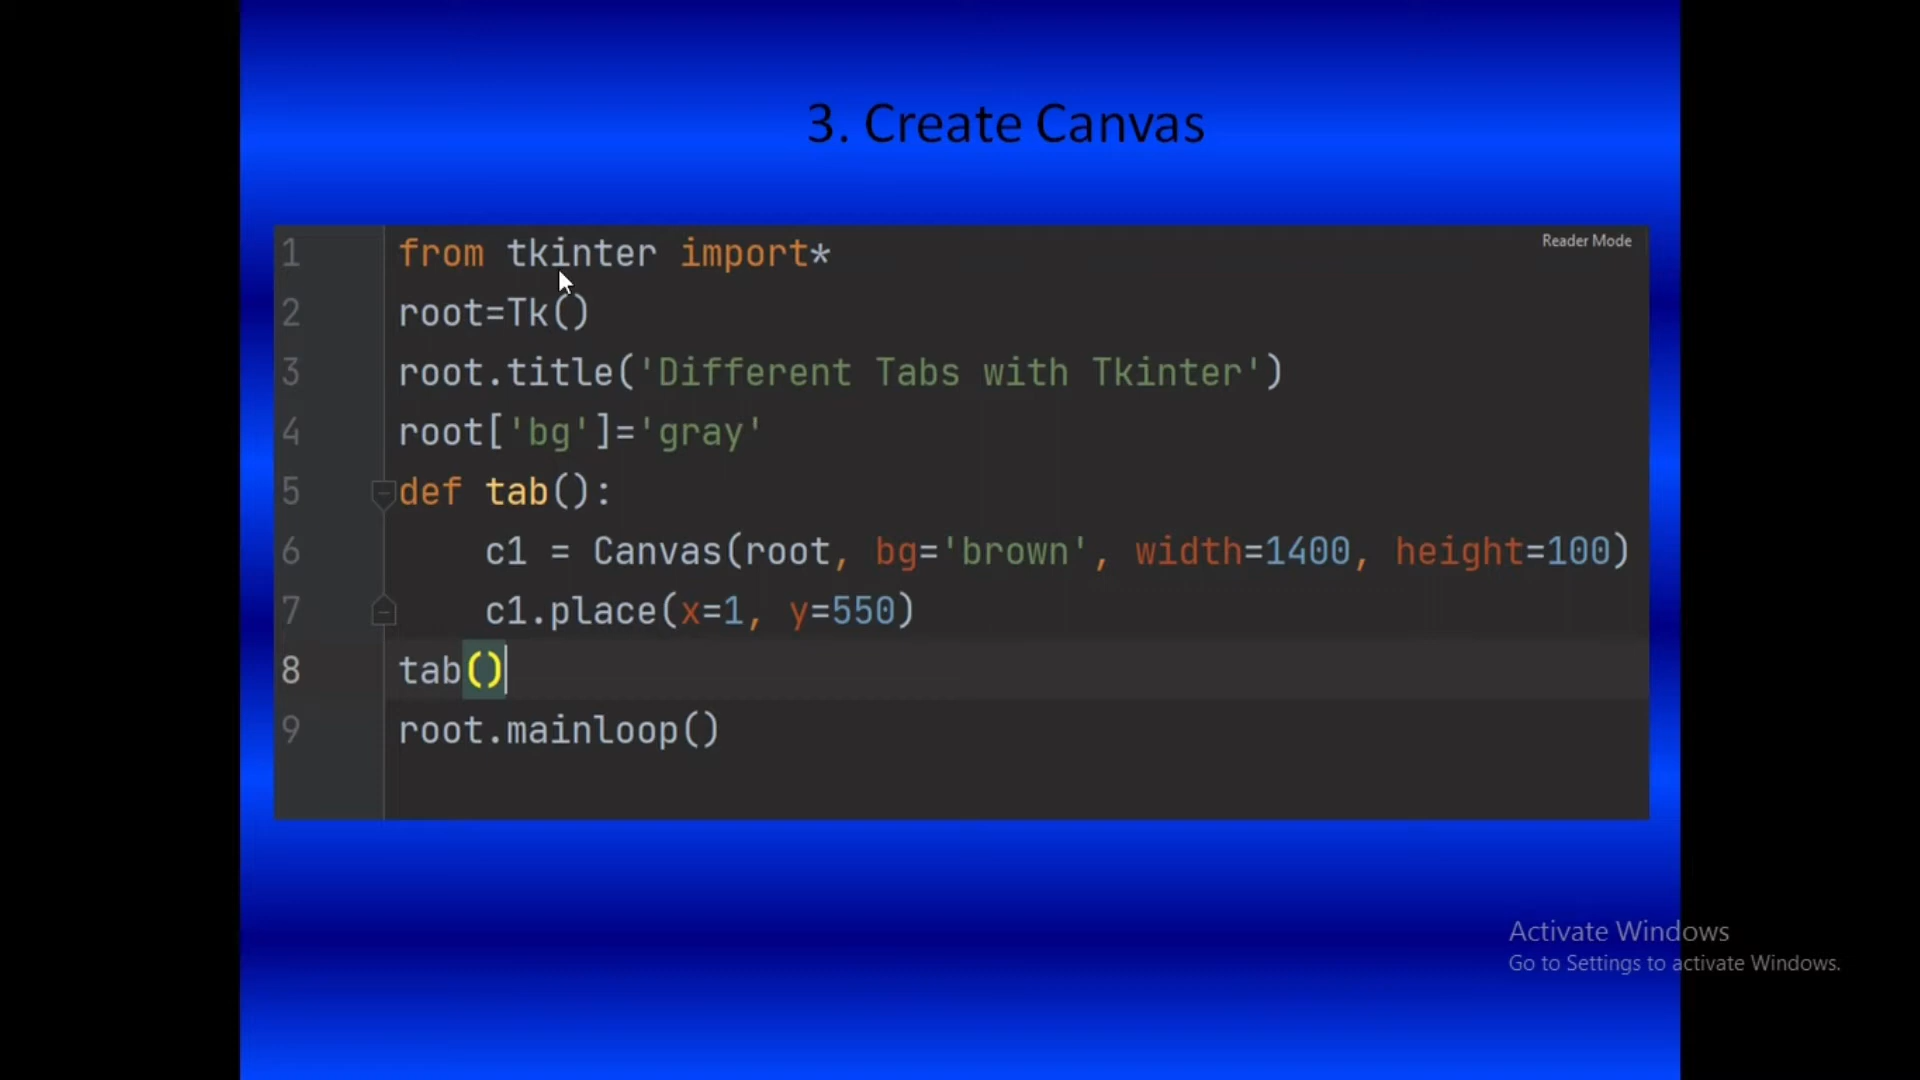 3. Create Canvas
Reader Mode
1 from tkinter import*
2 root=Tk()
3 root.title('Different Tabs with Tkinter')
4 root['bg']='gray'
5 def tab():
6     c1 = Canvas(root, bg='brown', width=1400, height=100)
7     c1.place(x=1, y=550)
8 tab()
9 root.mainloop()
Activate Windows
Go to Settings to activate Windows.